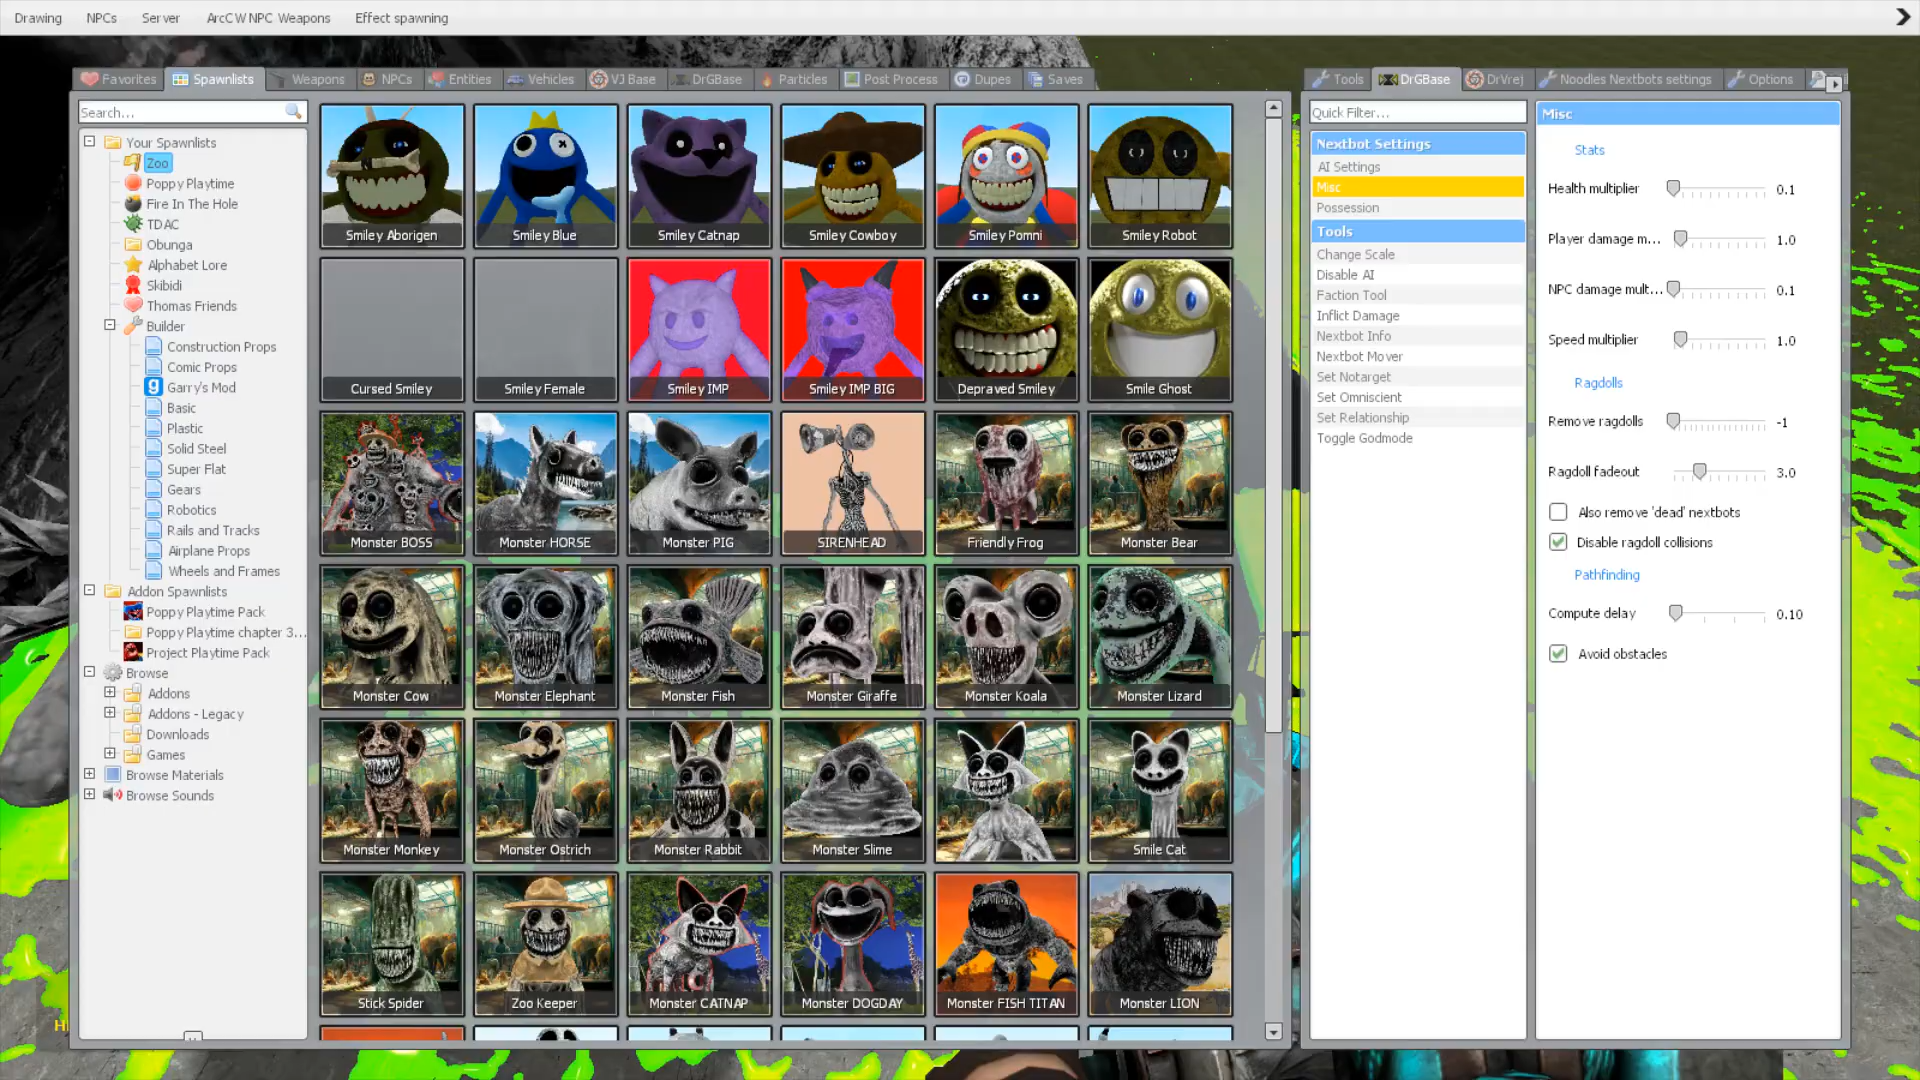 Drawing NPCs Server ArcCW NPC Weapons Effect spawning
Favorites Spawnlists Weapons NPCs Entities Vehicles VJ Base DrGBase Particles Post Process Dupes Saves
Search...
Your Spawnlists
Zoo
Poppy Playtime
Fire In The Hole
TDAC
Obunga
Alphabet Lore
Skibidi
Thomas Friends
Builder
Construction Props
Comic Props
Garry's Mod
Basic
Plastic
Solid Steel
Super Flat
Gears
Robotics
Rails and Tracks
Airplane Props
Wheels and Frames
Addon Spawnlists
Poppy Playtime Pack
Poppy Playtime chapter 3...
Project Playtime Pack
Browse
Addons
Addons - Legacy
Downloads
Games
Browse Materials
Browse Sounds
Smiley Aborigen Smiley Blue Smiley Catnap Smiley Cowboy Smiley Pomni Smiley Robot
Cursed Smiley Smiley Female Smiley IMP Smiley IMP BIG Depraved Smiley Smile Ghost
Monster BOSS Monster HORSE Monster PIG SIRENHEAD Friendly Frog Monster Bear
Monster Cow Monster Elephant Monster Fish Monster Giraffe Monster Koala Monster Lizard
Monster Monkey Monster Ostrich Monster Rabbit Monster Slime Smile Cat
Stick Spider Zoo Keeper Monster CATNAP Monster DOGDAY Monster FISH TITAN Monster LION
Tools DrGBase DrVrej Noodles Nextbots settings Options
Quick Filter...
Nextbot Settings
AI Settings
Misc
Possession
Tools
Change Scale
Disable AI
Faction Tool
Inflict Damage
Nextbot Info
Nextbot Mover
Set Notarget
Set Omniscient
Set Relationship
Toggle Godmode
Misc
Stats
Health multiplier 0.1
Player damage m... 1.0
NPC damage mult... 0.1
Speed multiplier 1.0
Ragdolls
Remove ragdolls -1
Ragdoll fadeout 3.0
Also remove 'dead' nextbots
Disable ragdoll collisions
Pathfinding
Compute delay 0.10
Avoid obstacles